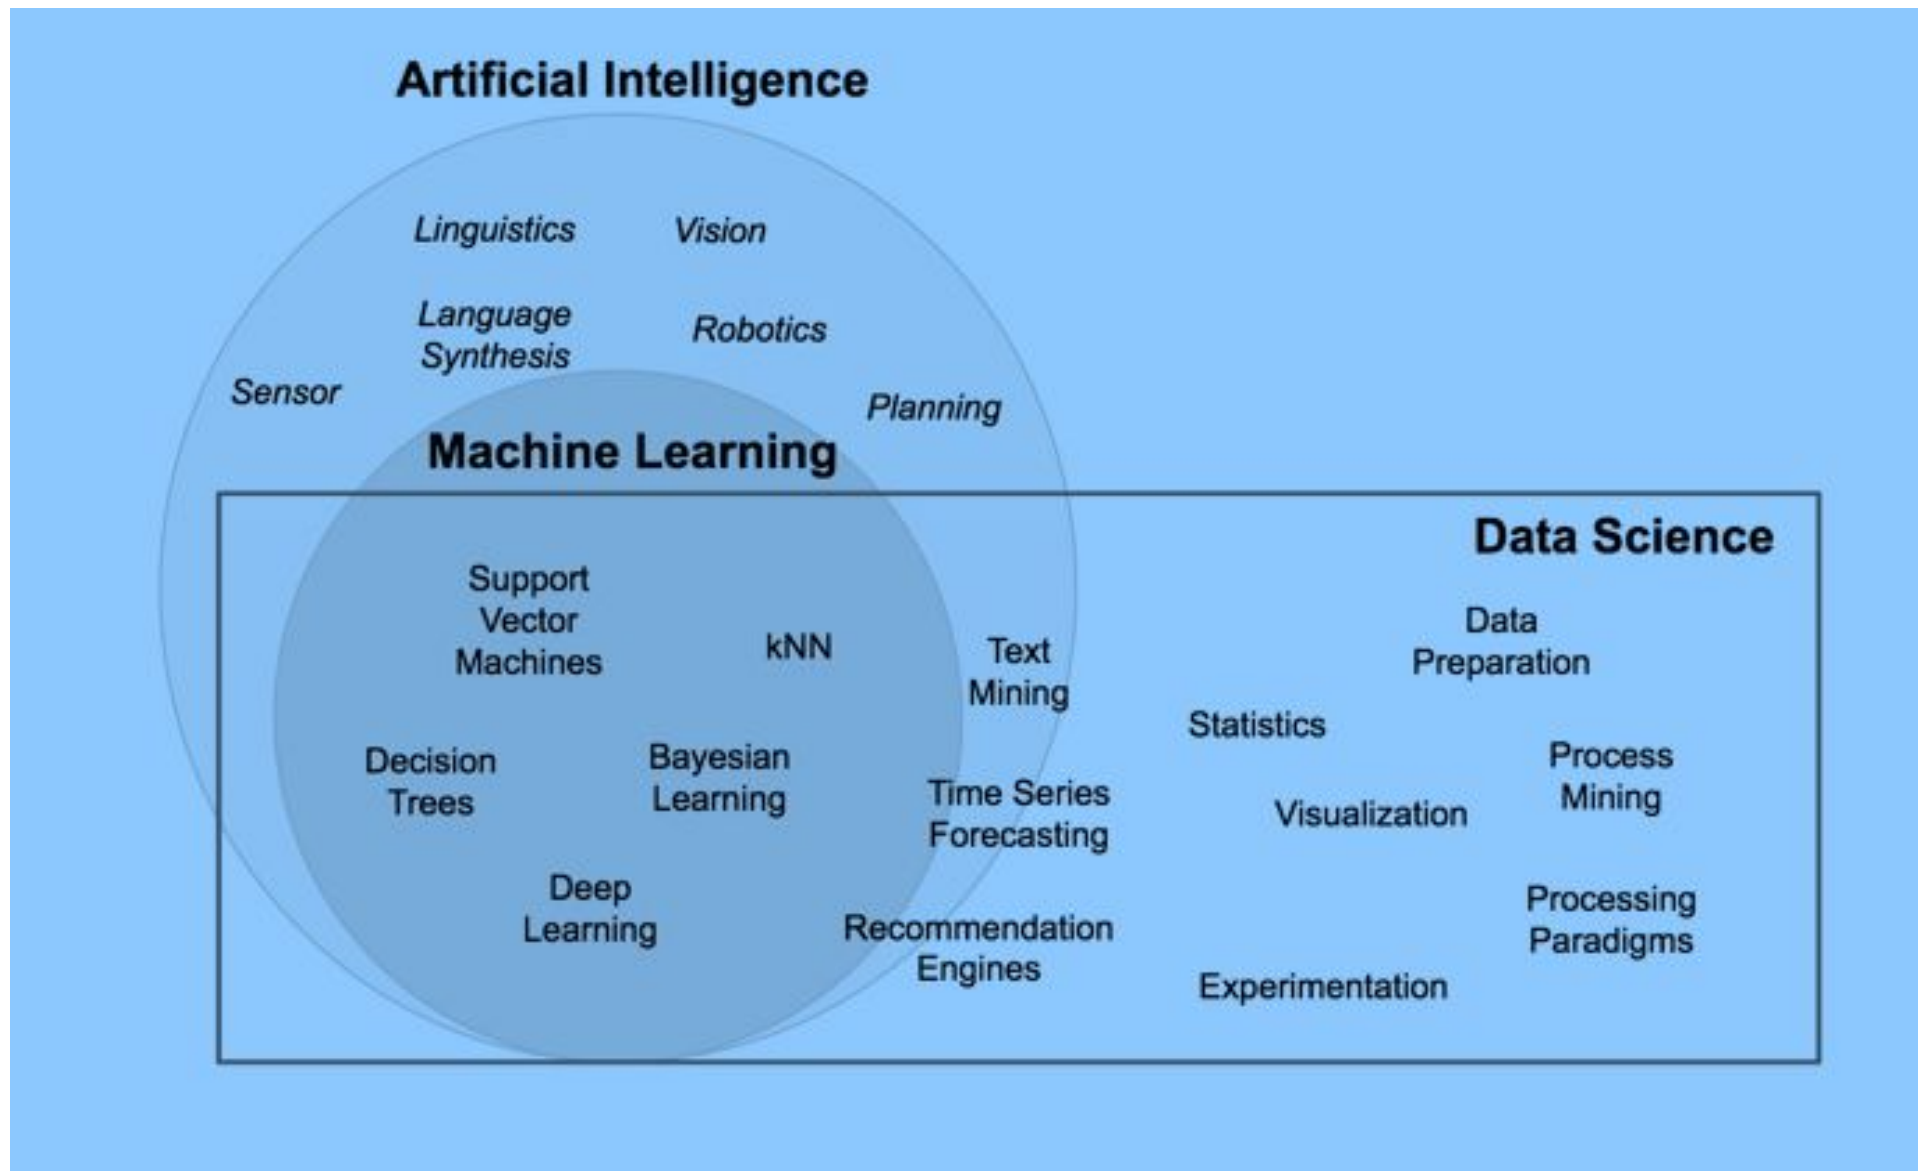 Artificial Intelligence
Linguistics
Vision
Language
Synthesis
Robotics
Sensor
Planning
Machine Learning
Data Science
Support
Vector
Machines
kNN
Text
Mining
Data
Preparation
Statistics
Decision
Trees
Bayesian
Learning
Time Series
Forecasting
Visualization
Process
Mining
Deep
Learning
Recommendation
Engines
Experimentation
Processing
Paradigms